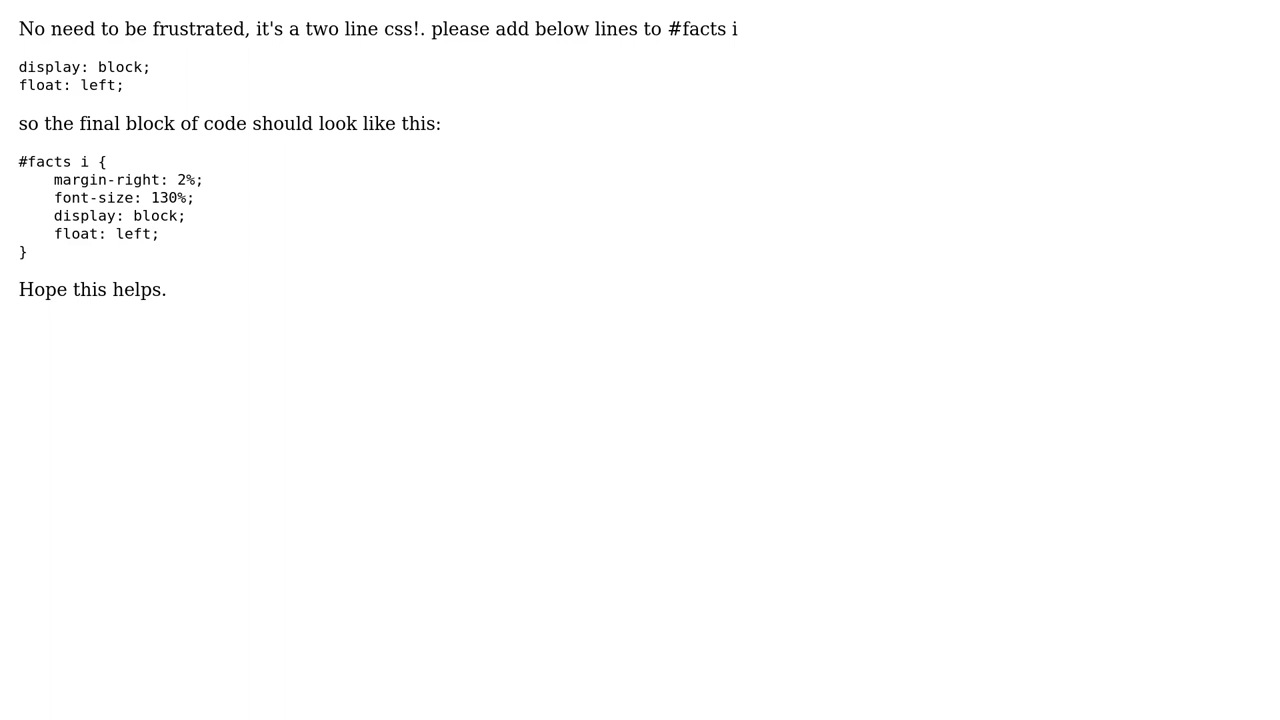 No need to be frustrated, it's a two line css!. please add below lines to #facts i
display: block;
float: left;
so the final block of code should look like this:
#facts i {
    margin-right: 2%;
    font-size: 130%;
    display: block;
    float: left;
}
Hope this helps.